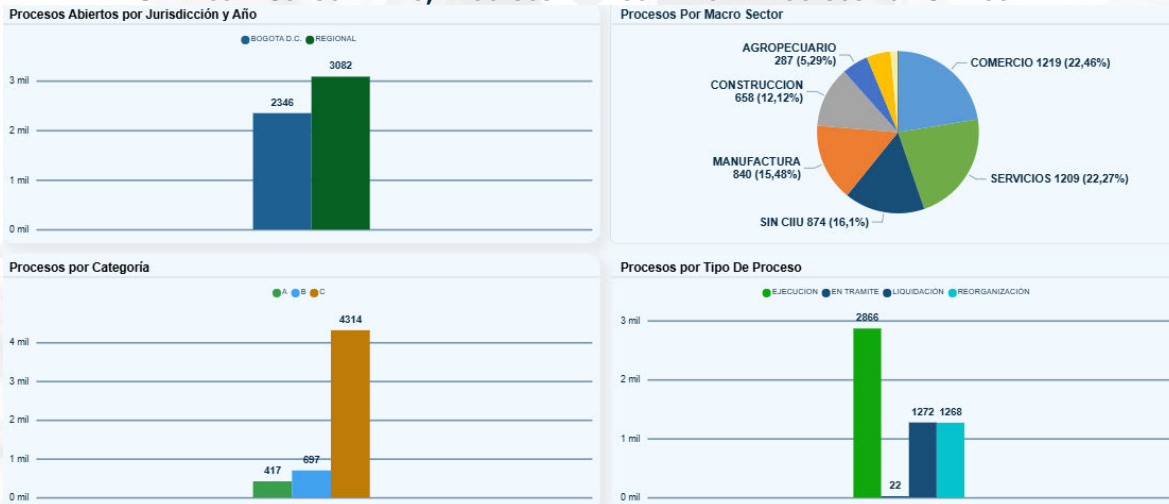 Procesos Abiertos por Jurisdicción y Año
BOGOTA D.C. REGIONAL
3 mil
2 mil
1 mil
0 mil
2346
3082
Procesos Por Macro Sector
AGROPECUARIO
287 (5,29%)
CONSTRUCCION
658 (12,12%)
MANUFACTURA
840 (15,48%)
SIN CIIU 874 (16,1%)
COMERCIO 1219 (22,46%)
SERVICIOS 1209 (22,27%)
Procesos por Categoría
A B C
4 mil
3 mil
2 mil
1 mil
0 mil
417
697
4314
Procesos por Tipo De Proceso
EJECUCION EN TRAMITE LIQUIDACIÓN REORGANIZACIÓN
3 mil
2 mil
1 mil
0 mil
2866
22
1272 1268